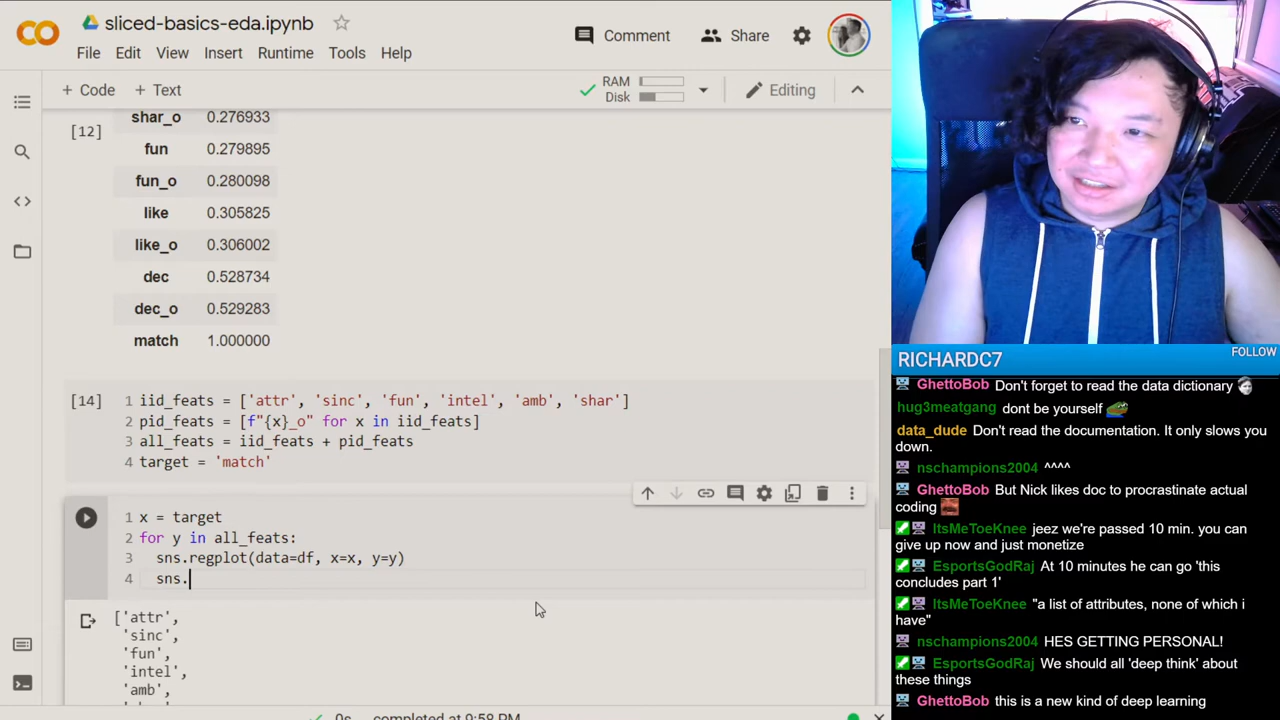 sliced-basics-eda.ipynb
File Edit View Insert Runtime Tools Help
Comment
Share
+ Code + Text
RAM
Disk
Editing
[12]
shar_o 0.276933
fun 0.279895
fun_o 0.280098
like 0.305825
like_o 0.306002
dec 0.528734
dec_o 0.529283
match 1.000000
[14]
1 iid_feats = ['attr', 'sinc', 'fun', 'intel', 'amb', 'shar']
2 pid_feats = [f"{x}_o" for x in iid_feats]
3 all_feats = iid_feats + pid_feats
4 target = 'match'
1 x = target
2 for y in all_feats:
3 sns.regplot(data=df, x=x, y=y)
4 sns.
['attr',
'sinc',
'fun',
'intel',
'amb',
0s completed at 9:58 PM
RICHARDC7
FOLLOW
GhettoBob Don't forget to read the data dictionary
hug3meatgang dont be yourself
data_dude Don't read the documentation. It only slows you
down.
nschampions2004 ^^^^
GhettoBob But Nick likes doc to procrastinate actual
coding
ItsMeToeKnee jeez we're passed 10 min. you can
give up now and just monetize
EsportsGodRaj At 10 minutes he can go 'this
concludes part 1'
ItsMeToeKnee "a list of attributes, none of which i
have"
nschampions2004 HES GETTING PERSONAL!
EsportsGodRaj We should all 'deep think' about
these things
GhettoBob this is a new kind of deep learning